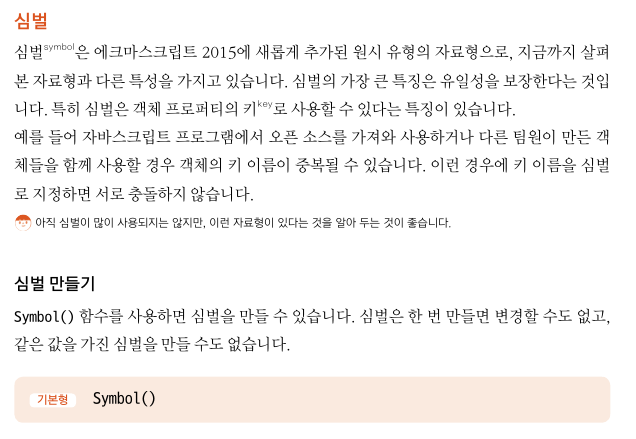 심벌
심벌symbol은 에크마스크립트 2015에 새롭게 추가된 원시 유형의 자료형으로, 지금까지 살펴
본 자료형과 다른 특성을 가지고 있습니다. 심벌의 가장 큰 특징은 유일성을 보장한다는 것입
니다. 특히 심벌은 객체 프로퍼티의 키key로 사용할 수 있다는 특징이 있습니다.
예를 들어 자바스크립트 프로그램에서 오픈 소스를 가져와 사용하거나 다른 팀원이 만든 객
체들을 함께 사용할 경우 객체의 키 이름이 중복될 수 있습니다. 이런 경우에 키 이름을 심벌
로 지정하면 서로 충돌하지 않습니다.
아직 심벌이 많이 사용되지는 않지만, 이런 자료형이 있다는 것을 알아 두는 것이 좋습니다.
심벌 만들기
Symbol() 함수를 사용하면 심벌을 만들 수 있습니다. 심벌은 한 번 만들면 변경할 수도 없고,
같은 값을 가진 심벌을 만들 수도 없습니다.
기본형 Symbol()